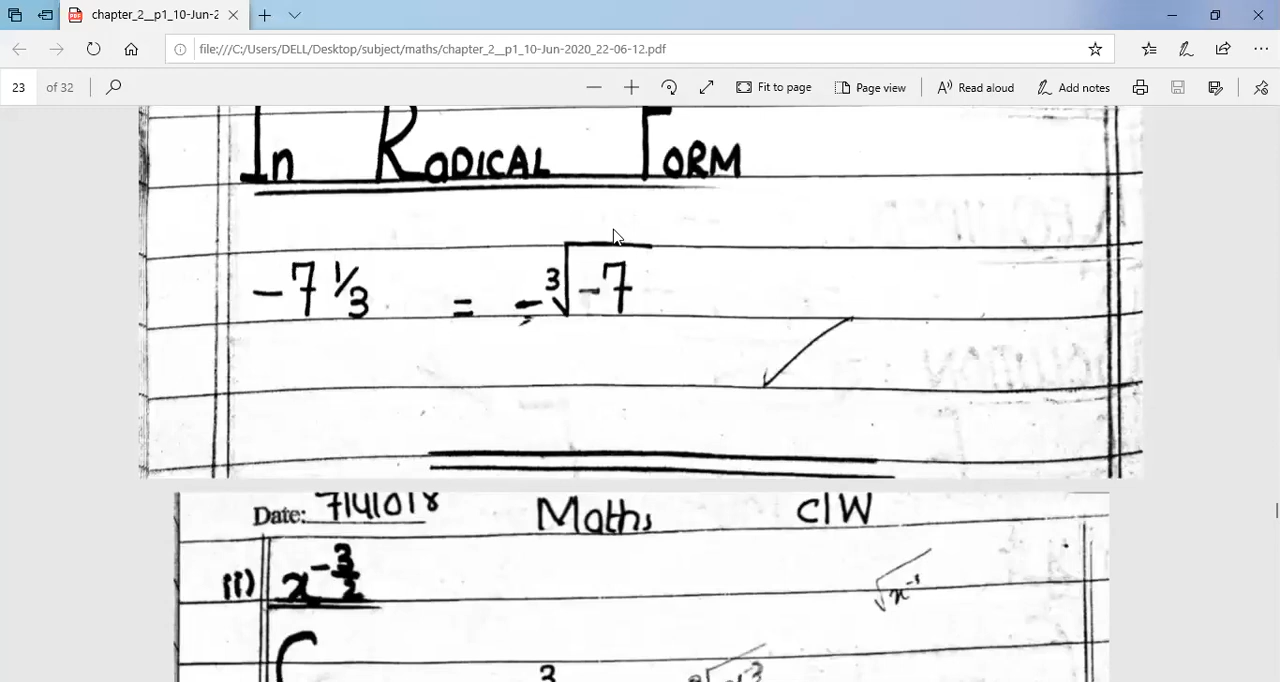 chapter_2__p1_10-Jun-2
file:///C:/Users/DELL/Desktop/subject/maths/chapter_2__p1_10-Jun-2020_22-06-12.pdf
23 of 32 Fit to page Page view Read aloud Add notes
In RADICAL FORM
-7 1/3 = -∛-7
Date: 7/4/018 Maths C/W
ii) x^-3/2
3